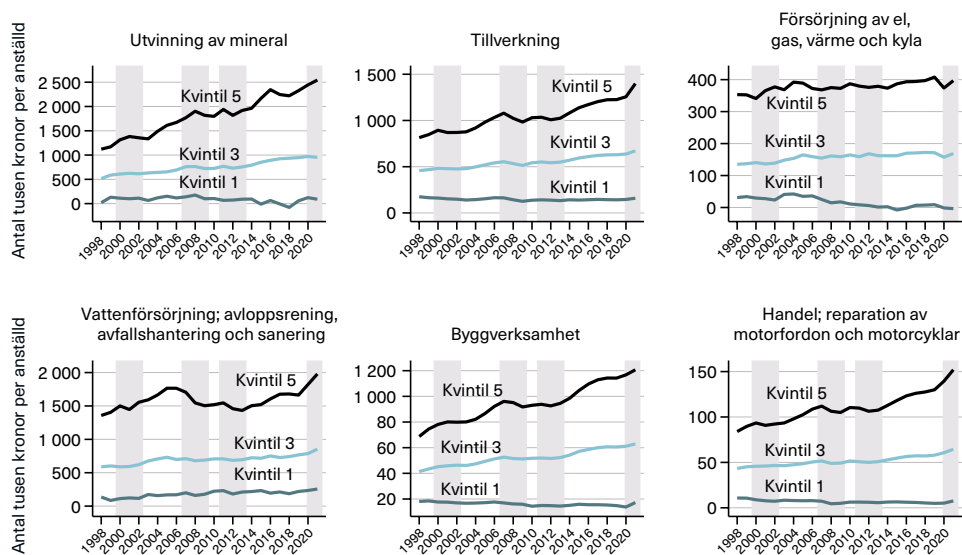 Antal tusen kronor per anställd
Utvinning av mineral
2 500
2 000
1 500
1 000
500
0
Kvintil 5
Kvintil 3
Kvintil 1
1998 2000 2002 2004 2006 2008 2010 2012 2014 2016 2018 2020
Tillverkning
1 500
1 000
50
0
Kvintil 5
Kvintil 3
Kvintil 1
1998 2000 2002 2004 2006 2008 2010 2012 2014 2016 2018 2020
Försörjning av el,
gas, värme och kyla
400
300
200
150
0
Kvintil 5
Kvintil 3
Kvintil 1
1998 2000 2002 2004 2006 2008 2010 2012 2014 2016 2018 2020
Antal tusen kronor per anställd
Vattenförsörjning; avloppsrening,
avfallshantering och sanering
2 000
1 500
1 000
500
0
Kvintil 5
Kvintil 3
Kvintil 1
1998 2000 2002 2004 2006 2008 2010 2012 2014 2016 2018 2020
Byggverksamhet
1 200
1 000
80
60
40
20
Kvintil 5
Kvintil 3
Kvintil 1
1998 2000 2002 2004 2006 2008 2010 2012 2014 2016 2018 2020
Handel; reparation av
motorfordon och motorcyklar
150
100
50
0
Kvintil 5
Kvintil 3
Kvintil 1
1998 2000 2002 2004 2006 2008 2010 2012 2014 2016 2018 2020